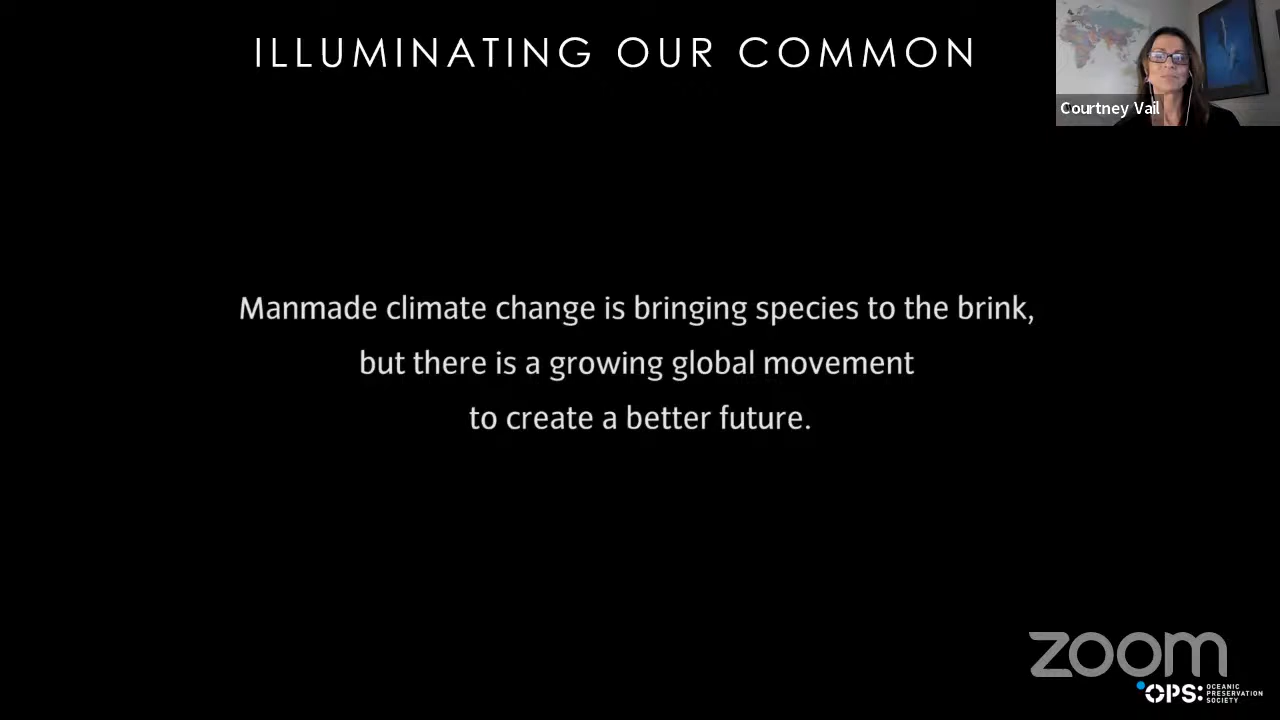 ILLUMINATING OUR COMMON
Courtney Vail
Manmade climate change is bringing species to the brink,
but there is a growing global movement
to create a better future.
zoom
OPS: OCEANIC
PRESERVATION
SOCIETY